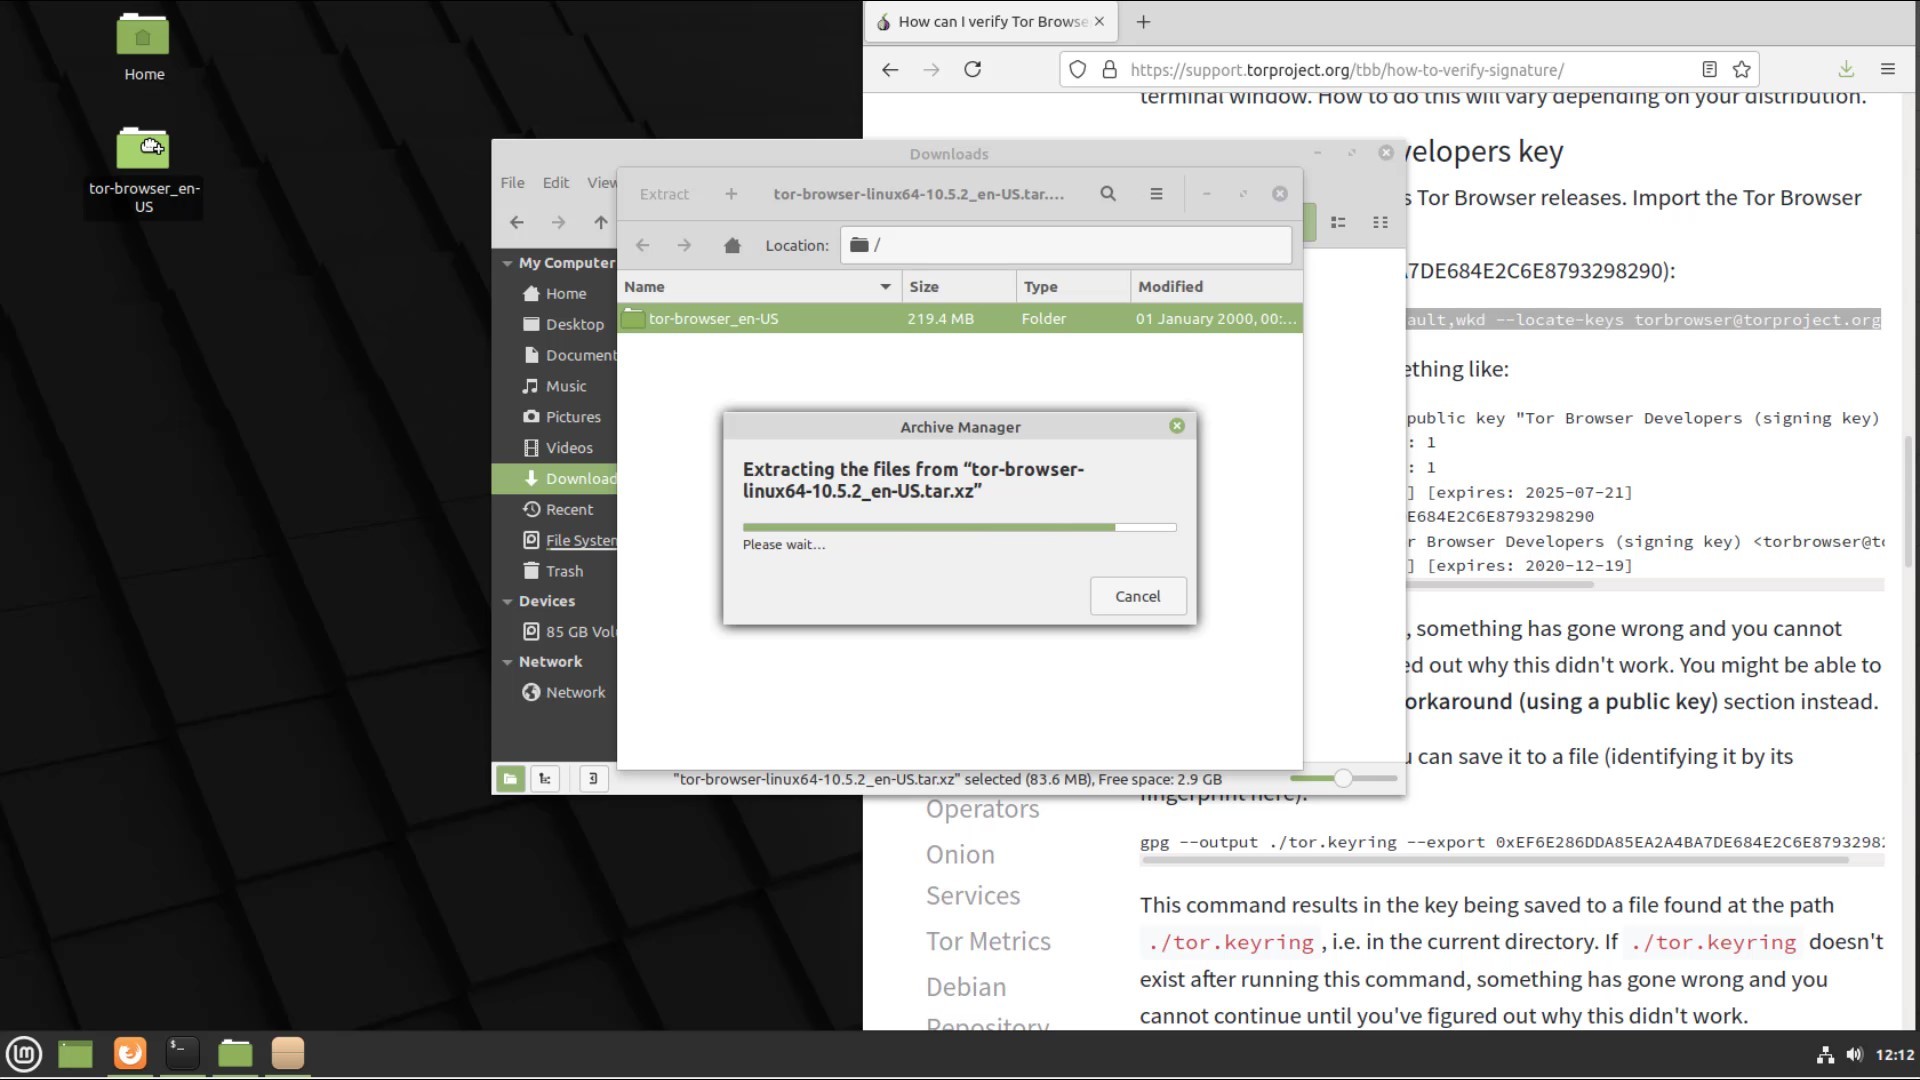 Home
tor-browser_en-
US
How can I verify Tor Browse
https://support.torproject.org/tbb/how-to-verify-signature/
terminal window. How to do this will vary depending on your distribution.
velopers key
s Tor Browser releases. Import the Tor Browser
A7DE684E2C6E8793298290):
ault,wkd --locate-keys torbrowser@torproject.org
ething like:
public key "Tor Browser Developers (signing key)
: 1
: 1
] [expires: 2025-07-21]
E684E2C6E8793298290
r Browser Developers (signing key) <torbrowser@to
] [expires: 2020-12-19]
, something has gone wrong and you cannot
ed out why this didn't work. You might be able to
orkaround (using a public key) section instead.
u can save it to a file (identifying it by its
fingerprint here):
gpg --output ./tor.keyring --export 0xEF6E286DDA85EA2A4BA7DE684E2C6E87932982
This command results in the key being saved to a file found at the path
./tor.keyring , i.e. in the current directory. If ./tor.keyring doesn't
exist after running this command, something has gone wrong and you
cannot continue until you've figured out why this didn't work.
Operators
Onion
Services
Tor Metrics
Debian
Repository
Downloads
File Edit View
My Computer
Home
Desktop
Document
Music
Pictures
Videos
Download
Recent
File System
Trash
Devices
85 GB Vol
Network
Network
"tor-browser-linux64-10.5.2_en-US.tar.xz" selected (83.6 MB), Free space: 2.9 GB
Extract + tor-browser-linux64-10.5.2_en-US.tar....
Location: /
Name Size Type Modified
tor-browser_en-US 219.4 MB Folder 01 January 2000, 00:...
Archive Manager
Extracting the files from “tor-browser-
linux64-10.5.2_en-US.tar.xz”
Please wait...
Cancel
12:12